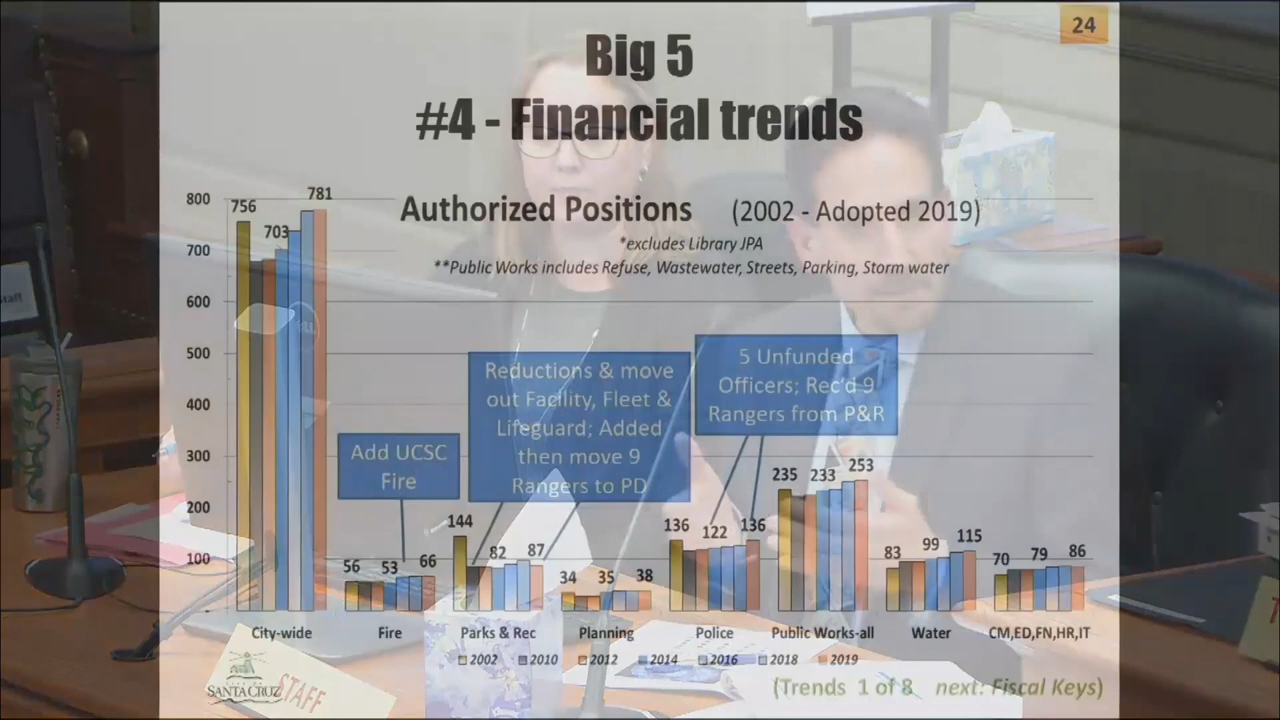 24
Big 5
#4 - Financial trends
Authorized Positions (2002 - Adopted 2019)
*excludes Library JPA
**Public Works includes Refuse, Wastewater, Streets, Parking, Storm water
800
700
600
500
400
300
200
100
756 703 781
Add UCSC
Fire
Reductions & move
out Facility, Fleet &
Lifeguard; Added
then move 9
Rangers to PD
5 Unfunded
Officers; Rec'd 9
Rangers from P&R
56 53 66
144 82 87
34 35 38
136 122 136
235 233 253
83 99 115
70 79 86
City-wide Fire Parks & Rec Planning Police Public Works-all Water CM,ED,FN,HR,IT
2002 2010 2012 2014 2016 2018 2019
SANTA CRUZ
STAFF
(Trends 1 of 8 next: Fiscal Keys)